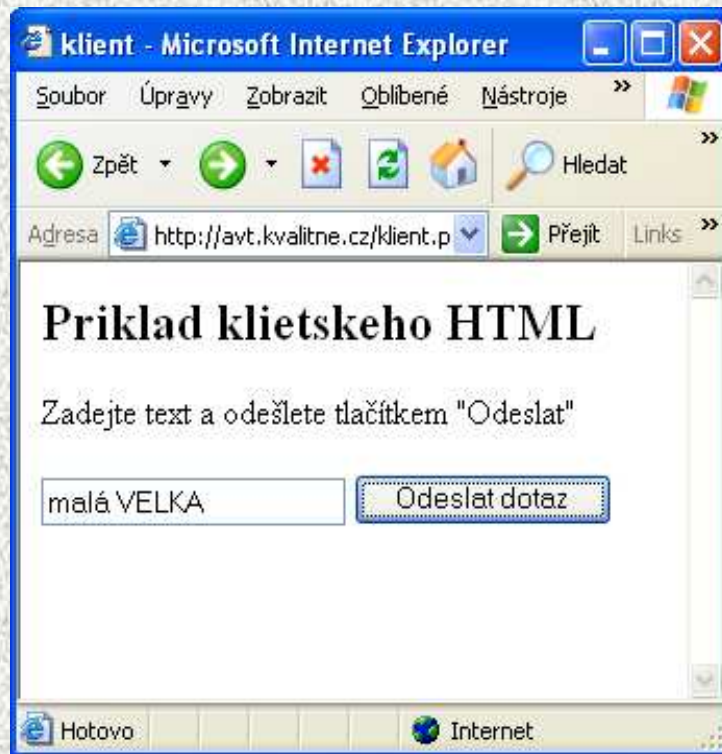 klient - Microsoft Internet Explorer
Soubor Úpravy Zobrazit Oblíbené Nástroje »
Zpět Hledat »
Adresa http://avt.kvalitne.cz/klient.p Přejít Links »
Priklad klietskeho HTML
Zadejte text a odešlete tlačítkem "Odeslat"
malá VELKA Odeslat dotaz
Hotovo Internet